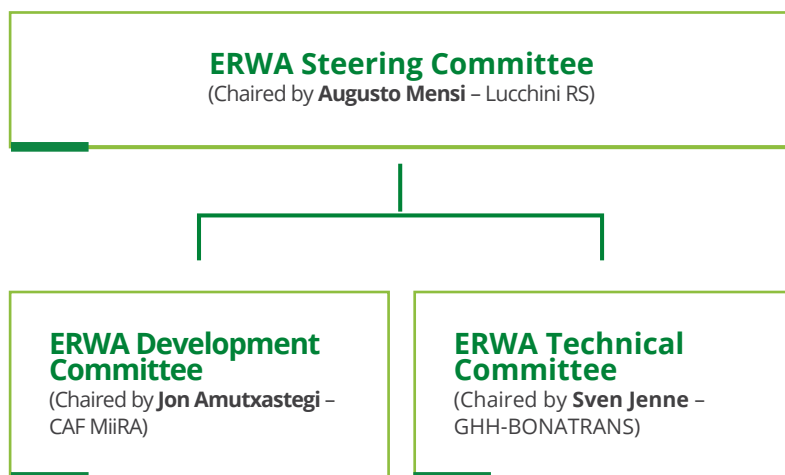 ERWA Steering Committee
(Chaired by Augusto Mensi – Lucchini RS)
ERWA Development
Committee
(Chaired by Jon Amutxastegi –
CAF MiiRA)
ERWA Technical
Committee
(Chaired by Sven Jenne –
GHH-BONATRANS)